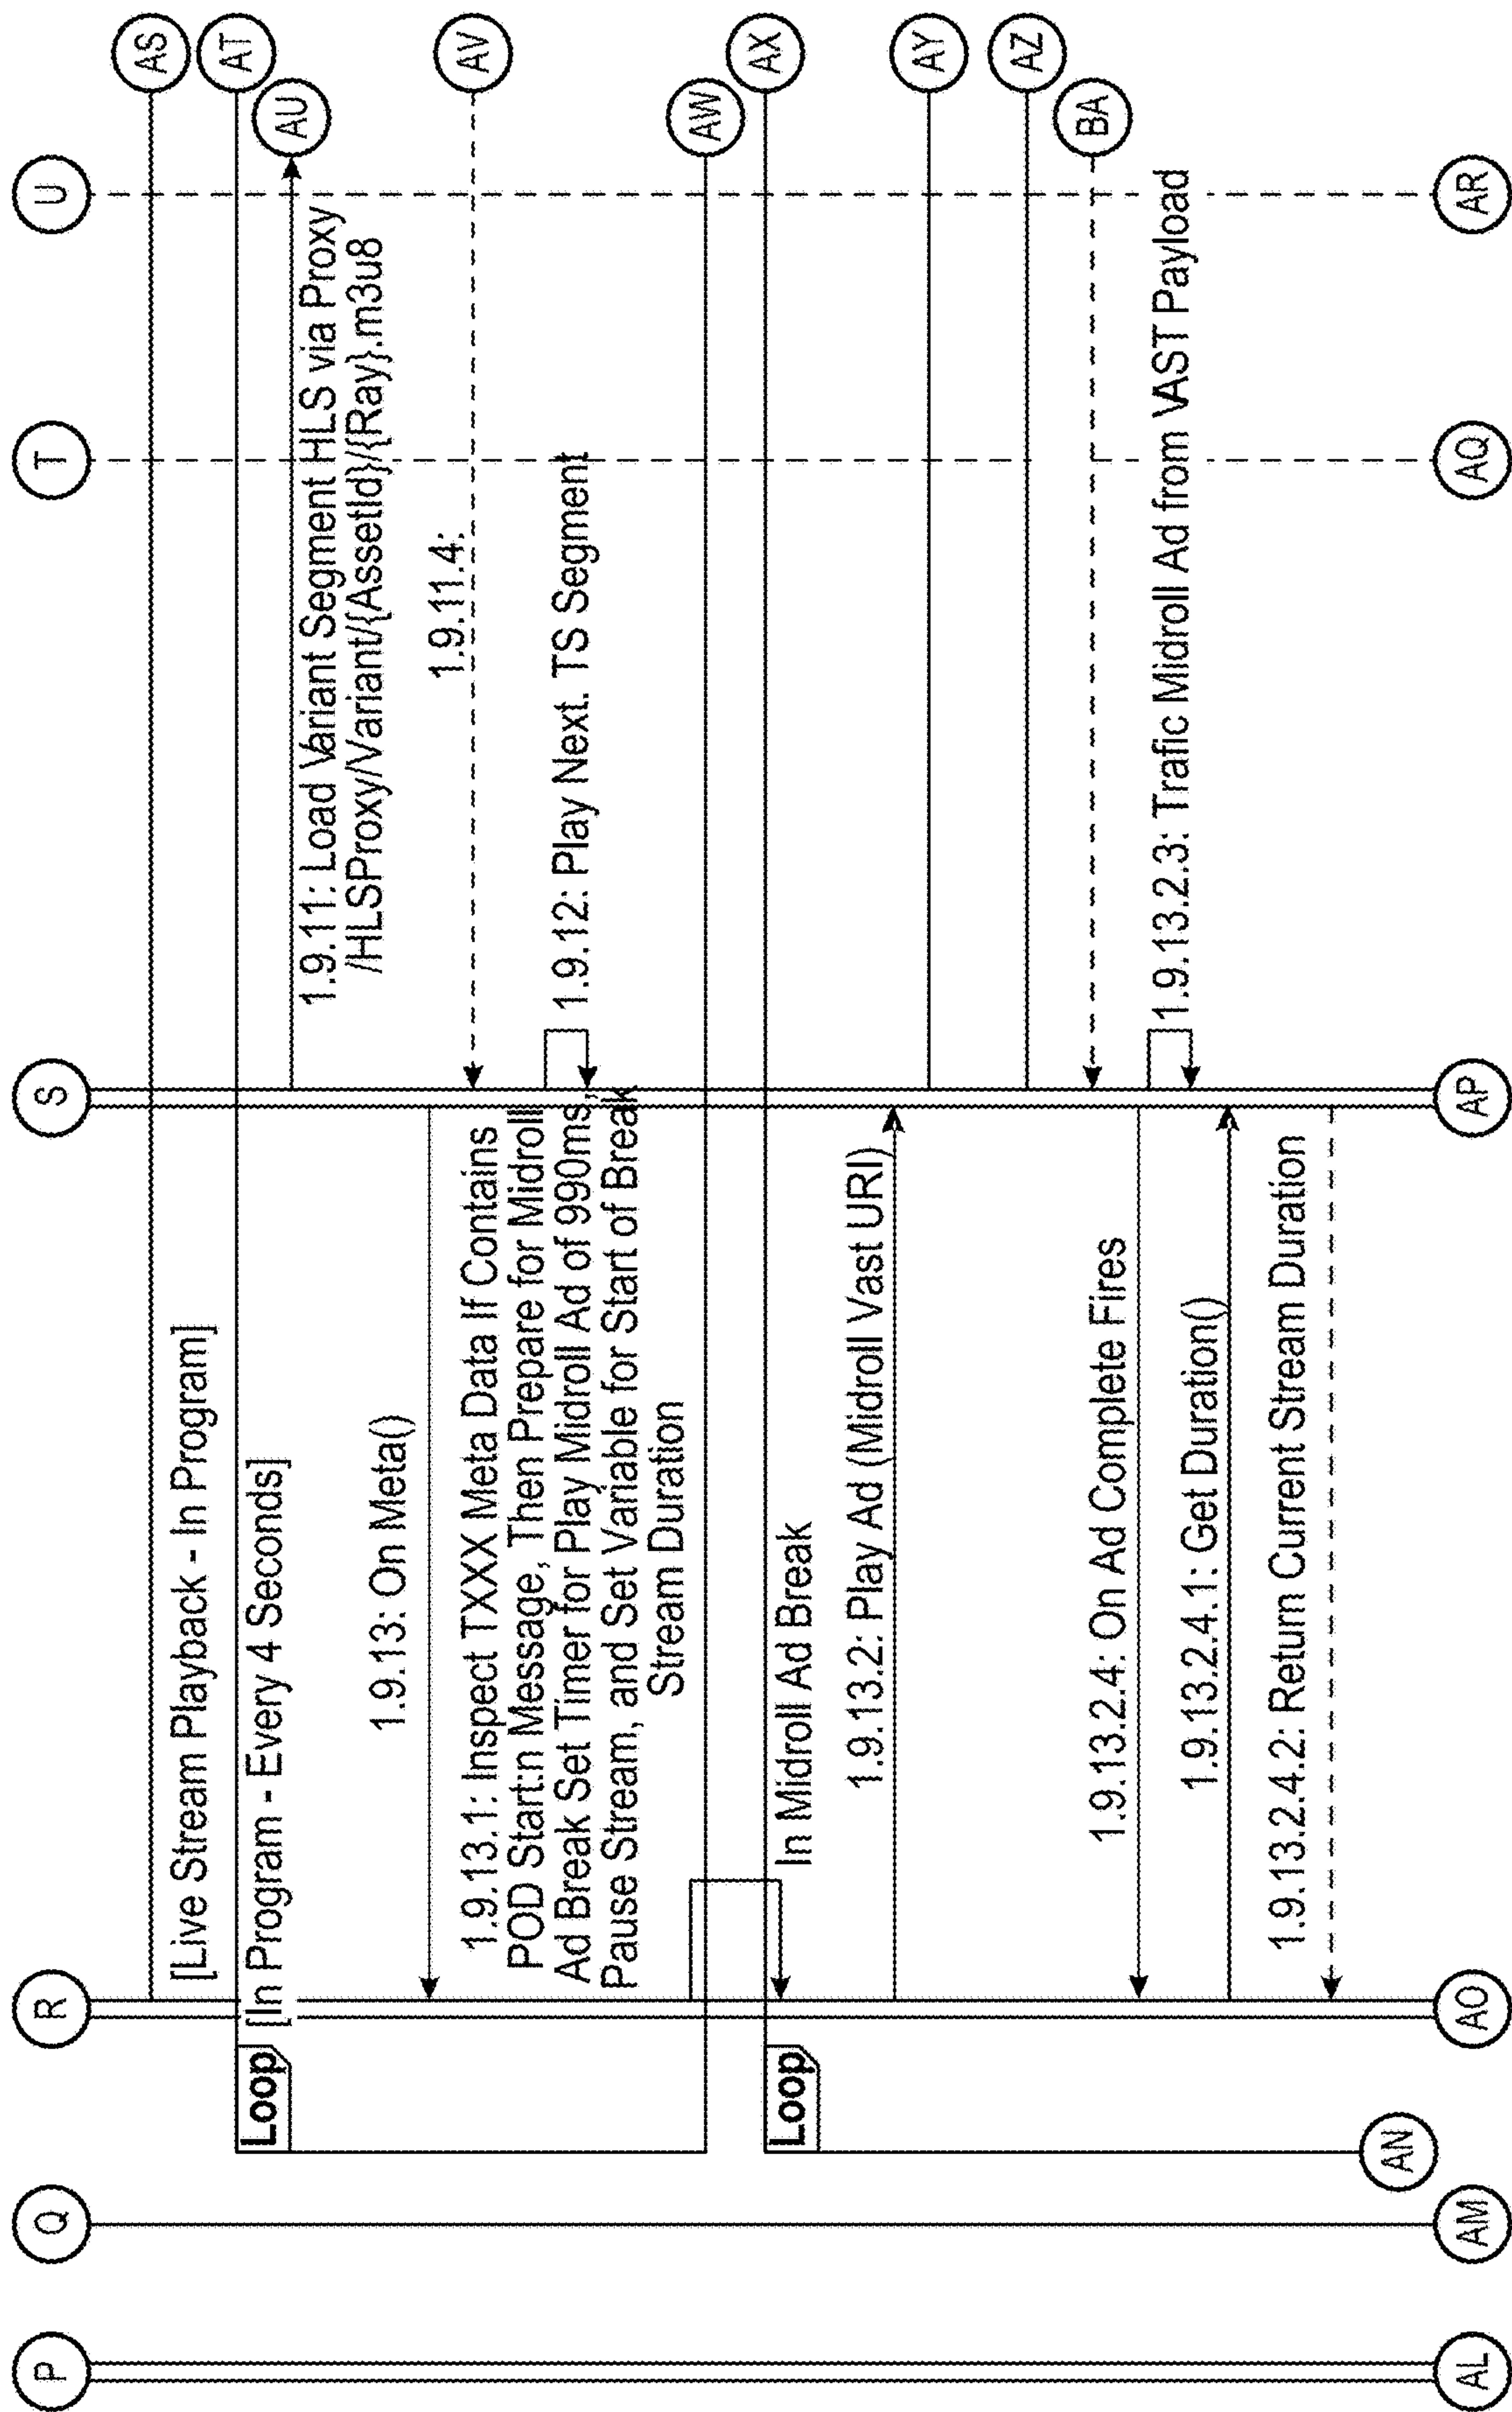 P
Q
R
S
T
U
AS
[Live Stream Playback - In Program]
AT
Loop
[In Program - Every 4 Seconds]
AU
1.9.11: Load Variant Segment HLS via Proxy
/HLSProxy/Variant/{AssetId}/{Ray}.m3u8
1.9.13: On Meta()
1.9.11.4:
AV
1.9.13.1: Inspect TXXX Meta Data If Contains
POD Start:n Message, Then Prepare for Midroll
Ad Break Set Timer for Play Midroll Ad of 990ms,
Pause Stream, and Set Variable for Start of Break
Stream Duration
1.9.12: Play Next. TS Segment
AW
AX
Loop
In Midroll Ad Break
1.9.13.2: Play Ad (Midroll Vast URI)
AY
AZ
BA
1.9.13.2.4: On Ad Complete Fires
1.9.13.2.3: Trafic Midroll Ad from VAST Payload
1.9.13.2.4.1: Get Duration()
1.9.13.2.4.2: Return Current Stream Duration
AN
AL
AM
AO
AP
AQ
AR